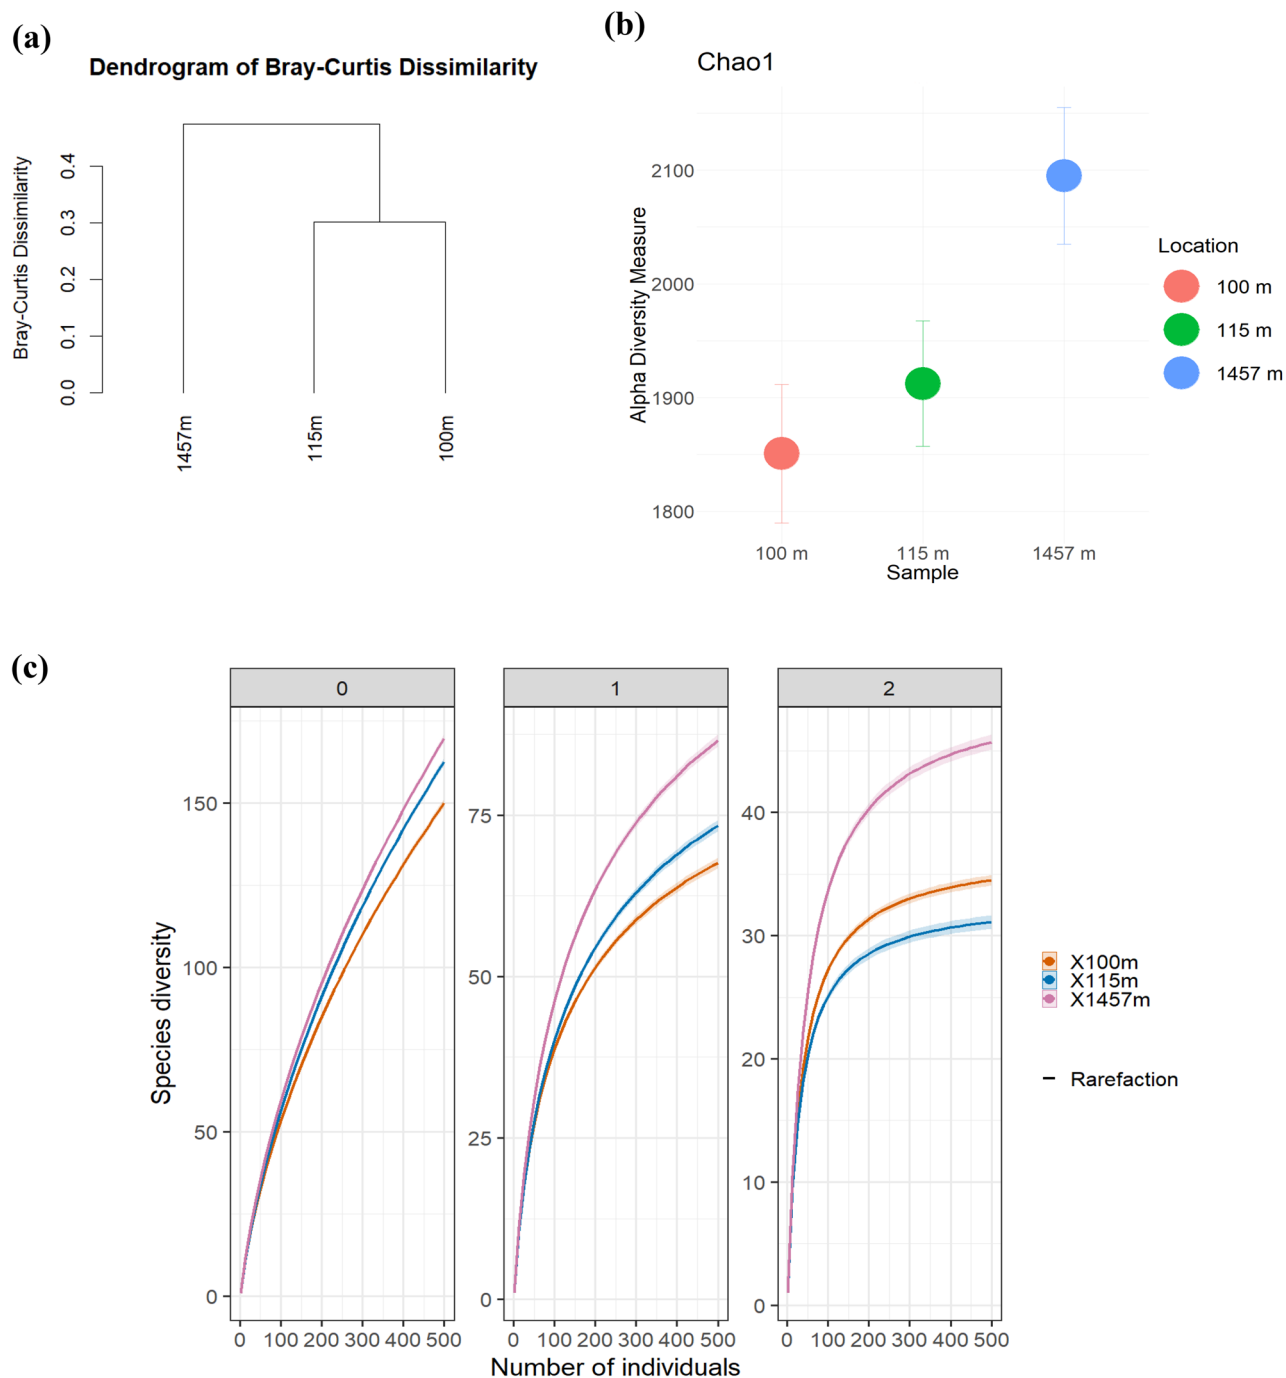 (a)
Dendrogram of Bray-Curtis Dissimilarity
Bray-Curtis Dissimilarity
0.4
0.3
0.2
0.1
0.0
1457m
115m
100m
(b)
Chao1
Alpha Diversity Measure
2100
2000
1900
1800
100 m
115 m
1457 m
Sample
Location
100 m
115 m
1457 m
(c)
0
1
2
Species diversity
150
100
50
0
75
50
25
0
40
30
20
10
0
0 100 200 300 400 500
0 100 200 300 400 500
0 100 200 300 400 500
Number of individuals
X100m
X115m
X1457m
Rarefaction